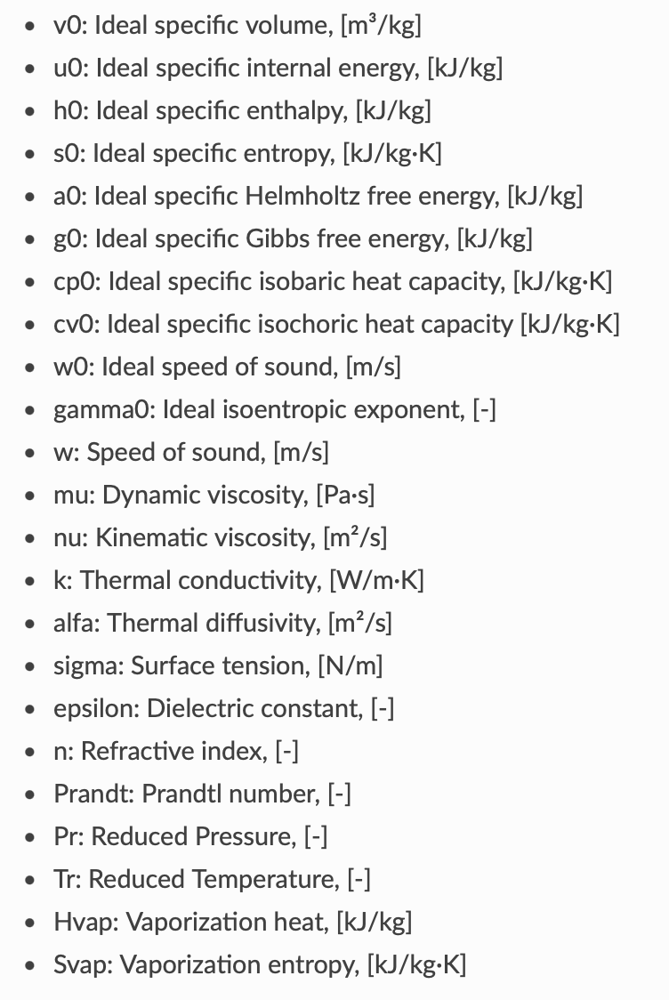 • v0: Ideal specific volume, [m³/kg]
• u0: Ideal specific internal energy, [kJ/kg]
• h0: Ideal specific enthalpy, [kJ/kg]
• s0: Ideal specific entropy, [kJ/kg·K]
• a0: Ideal specific Helmholtz free energy, [kJ/kg]
• g0: Ideal specific Gibbs free energy, [kJ/kg]
• cp0: Ideal specific isobaric heat capacity, [kJ/kg·K]
• cv0: Ideal specific isochoric heat capacity [kJ/kg·K]
• w0: Ideal speed of sound, [m/s]
• gamma0: Ideal isoentropic exponent, [-]
• w: Speed of sound, [m/s]
• mu: Dynamic viscosity, [Pa·s]
• nu: Kinematic viscosity, [m²/s]
• k: Thermal conductivity, [W/m·K]
• alfa: Thermal diffusivity, [m²/s]
• sigma: Surface tension, [N/m]
• epsilon: Dielectric constant, [-]
• n: Refractive index, [-]
• Prandt: Prandtl number, [-]
• Pr: Reduced Pressure, [-]
• Tr: Reduced Temperature, [-]
• Hvap: Vaporization heat, [kJ/kg]
• Svap: Vaporization entropy, [kJ/kg·K]